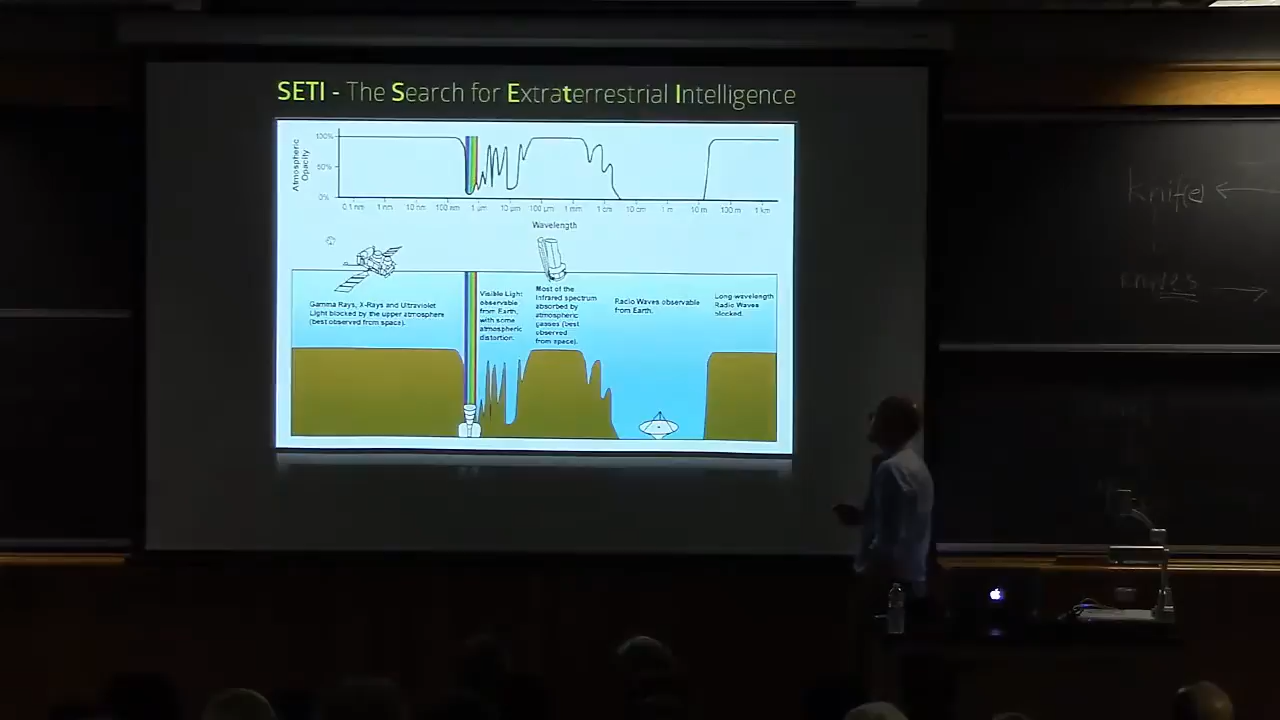 SETI - The Search for Extraterrestrial Intelligence
Atmospheric
Opacity
100%
50%
0%
0.1 nm 1 nm 10 nm 100 nm 1 µm 10 µm 100 µm 1 mm 1 cm 10 cm 1 m 10 m 100 m 1 km
Wavelength
Gamma Rays, X-Rays and Ultraviolet
Light blocked by the upper atmosphere
(best observed from space).
Visible Light
observable
from Earth,
with some
atmospheric
distortion.
Most of the
Infrared spectrum
absorbed by
atmospheric
gasses (best
observed
from space).
Radio Waves observable
from Earth.
Long wavelength
Radio Waves
blocked.